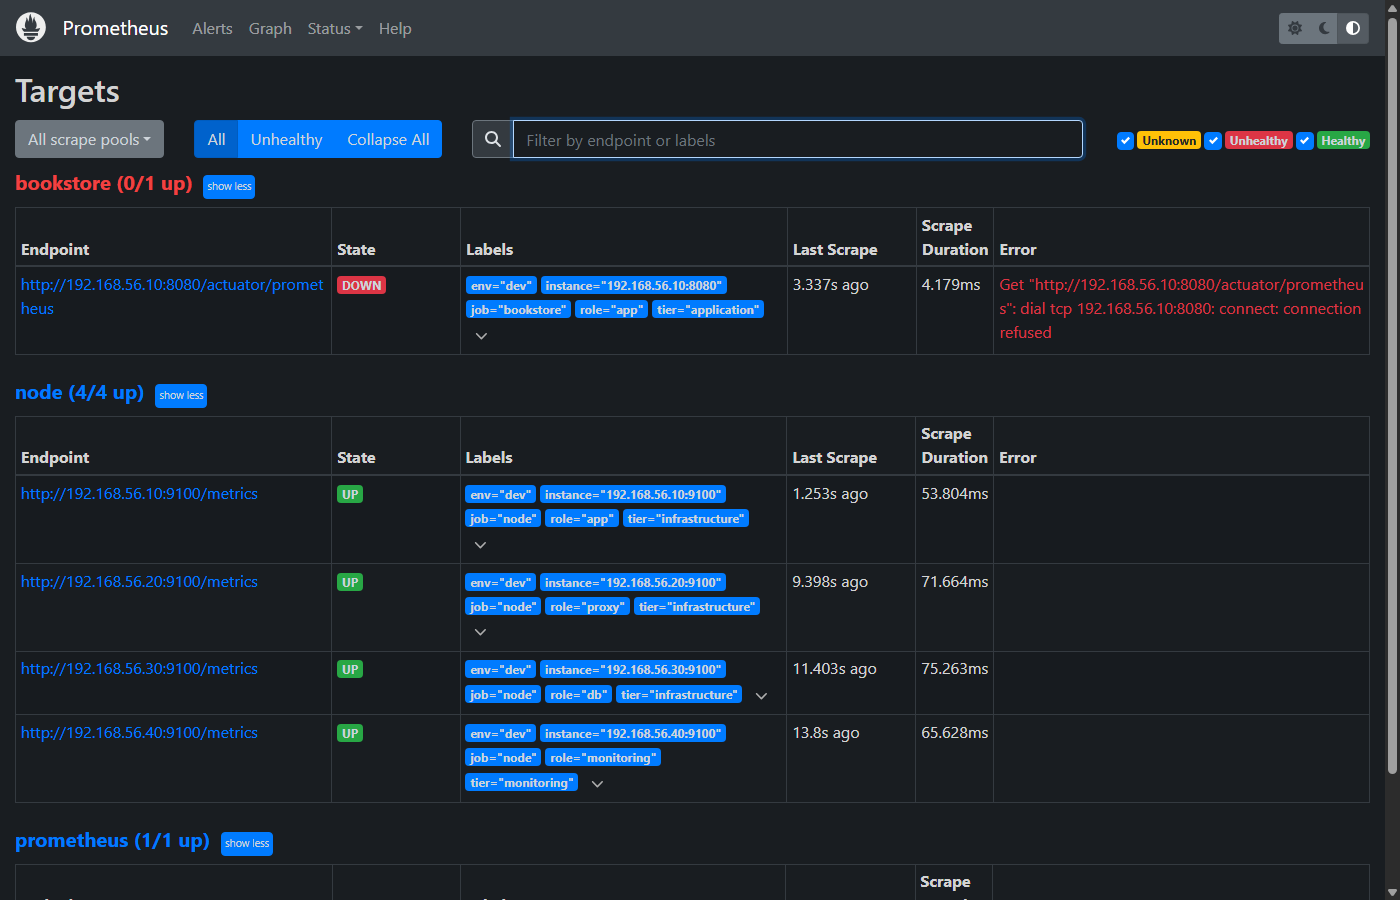 Prometheus Alerts Graph Status Help
Targets
All scrape pools
All Unhealthy Collapse All
Filter by endpoint or labels
Unknown Unhealthy Healthy
bookstore (0/1 up) show less
Endpoint State Labels Last Scrape Scrape Duration Error
http://192.168.56.10:8080/actuator/promet
heus
DOWN
env="dev" instance="192.168.56.10:8080"
job="bookstore" role="app" tier="application"
3.337s ago
4.179ms
Get "http://192.168.56.10:8080/actuator/prometheu
s": dial tcp 192.168.56.10:8080: connect: connection
refused
node (4/4 up) show less
Endpoint State Labels Last Scrape Scrape Duration Error
http://192.168.56.10:9100/metrics
UP
env="dev" instance="192.168.56.10:9100"
job="node" role="app" tier="infrastructure"
1.253s ago
53.804ms
http://192.168.56.20:9100/metrics
UP
env="dev" instance="192.168.56.20:9100"
job="node" role="proxy" tier="infrastructure"
9.398s ago
71.664ms
http://192.168.56.30:9100/metrics
UP
env="dev" instance="192.168.56.30:9100"
job="node" role="db" tier="infrastructure"
11.403s ago
75.263ms
http://192.168.56.40:9100/metrics
UP
env="dev" instance="192.168.56.40:9100"
job="node" role="monitoring"
tier="monitoring"
13.8s ago
65.628ms
prometheus (1/1 up) show less
Scrape